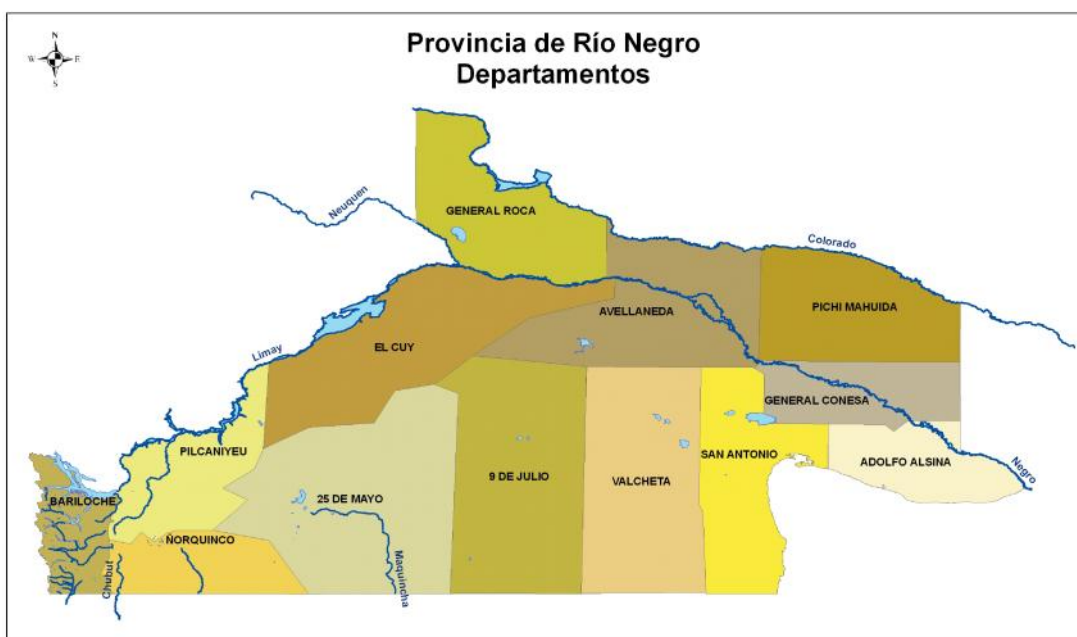 Provincia de Río Negro
Departamentos
N
W
E
S
Neuquen
GENERAL ROCA
Colorado
AVELLANEDA
PICHI MAHUIDA
Limay
EL CUY
GENERAL CONESA
PILCANIYEU
SAN ANTONIO
ADOLFO ALSINA
Negro
BARILOCHE
25 DE MAYO
9 DE JULIO
VALCHETA
ÑORQUINCO
Chubut
Maquincha